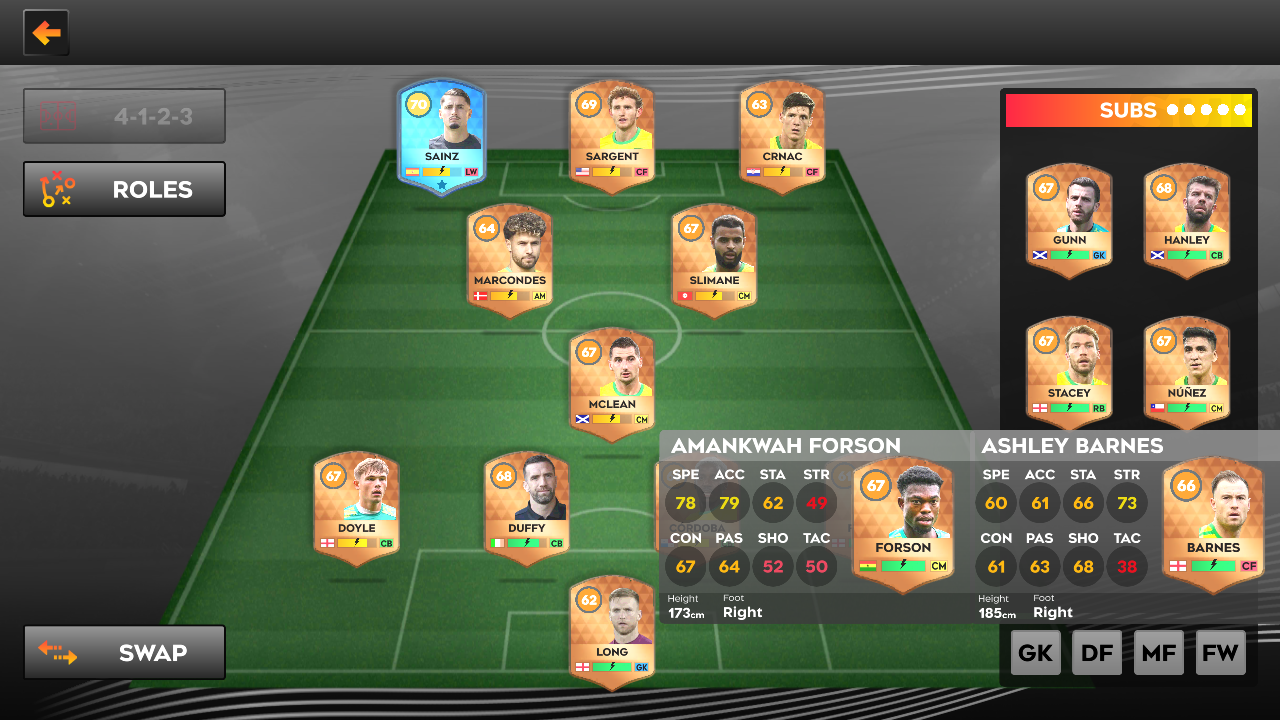 4-1-2-3
ROLES
SWAP
70
SAINZ
LW
69
SARGENT
CF
63
CRNAC
CF
64
MARCONDES
AM
67
SLIMANE
CM
67
MCLEAN
CM
67
DOYLE
CB
68
DUFFY
CB
CÓRDOBA
62
LONG
GK
SUBS
67
GUNN
GK
68
HANLEY
CB
67
STACEY
RB
67
NÚÑEZ
CM
AMANKWAH FORSON
SPE ACC STA STR
78 79 62 49
CON PAS SHO TAC
67 64 52 50
Height Foot
173cm Right
67
FORSON
CM
ASHLEY BARNES
SPE ACC STA STR
60 61 66 73
CON PAS SHO TAC
61 63 68 38
Height Foot
185cm Right
66
BARNES
CF
GK DF MF FW